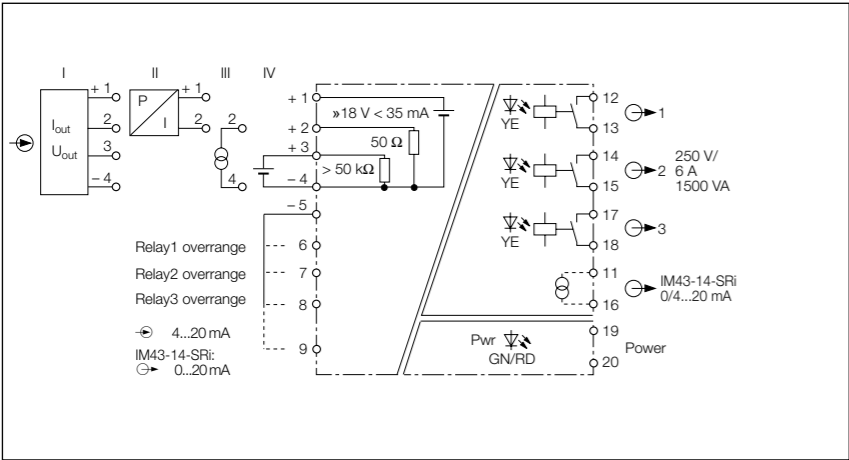 I II III IV
+ 1
2
3
– 4
I out
U out
P
I
+ 1
2
2
4
+ 1
+ 2
+ 3
– 4
– 5
6
7
8
9
»18 V < 35 mA
50 Ω
> 50 kΩ
Relay1 overrange
Relay2 overrange
Relay3 overrange
4...20 mA
IM43-14-SRi:
0...20 mA
YE
12
13
1
YE
14
15
2
250 V/
6 A
1500 VA
YE
17
18
3
11
16
IM43-14-SRi
0/4...20 mA
Pwr
GN/RD
19
20
Power